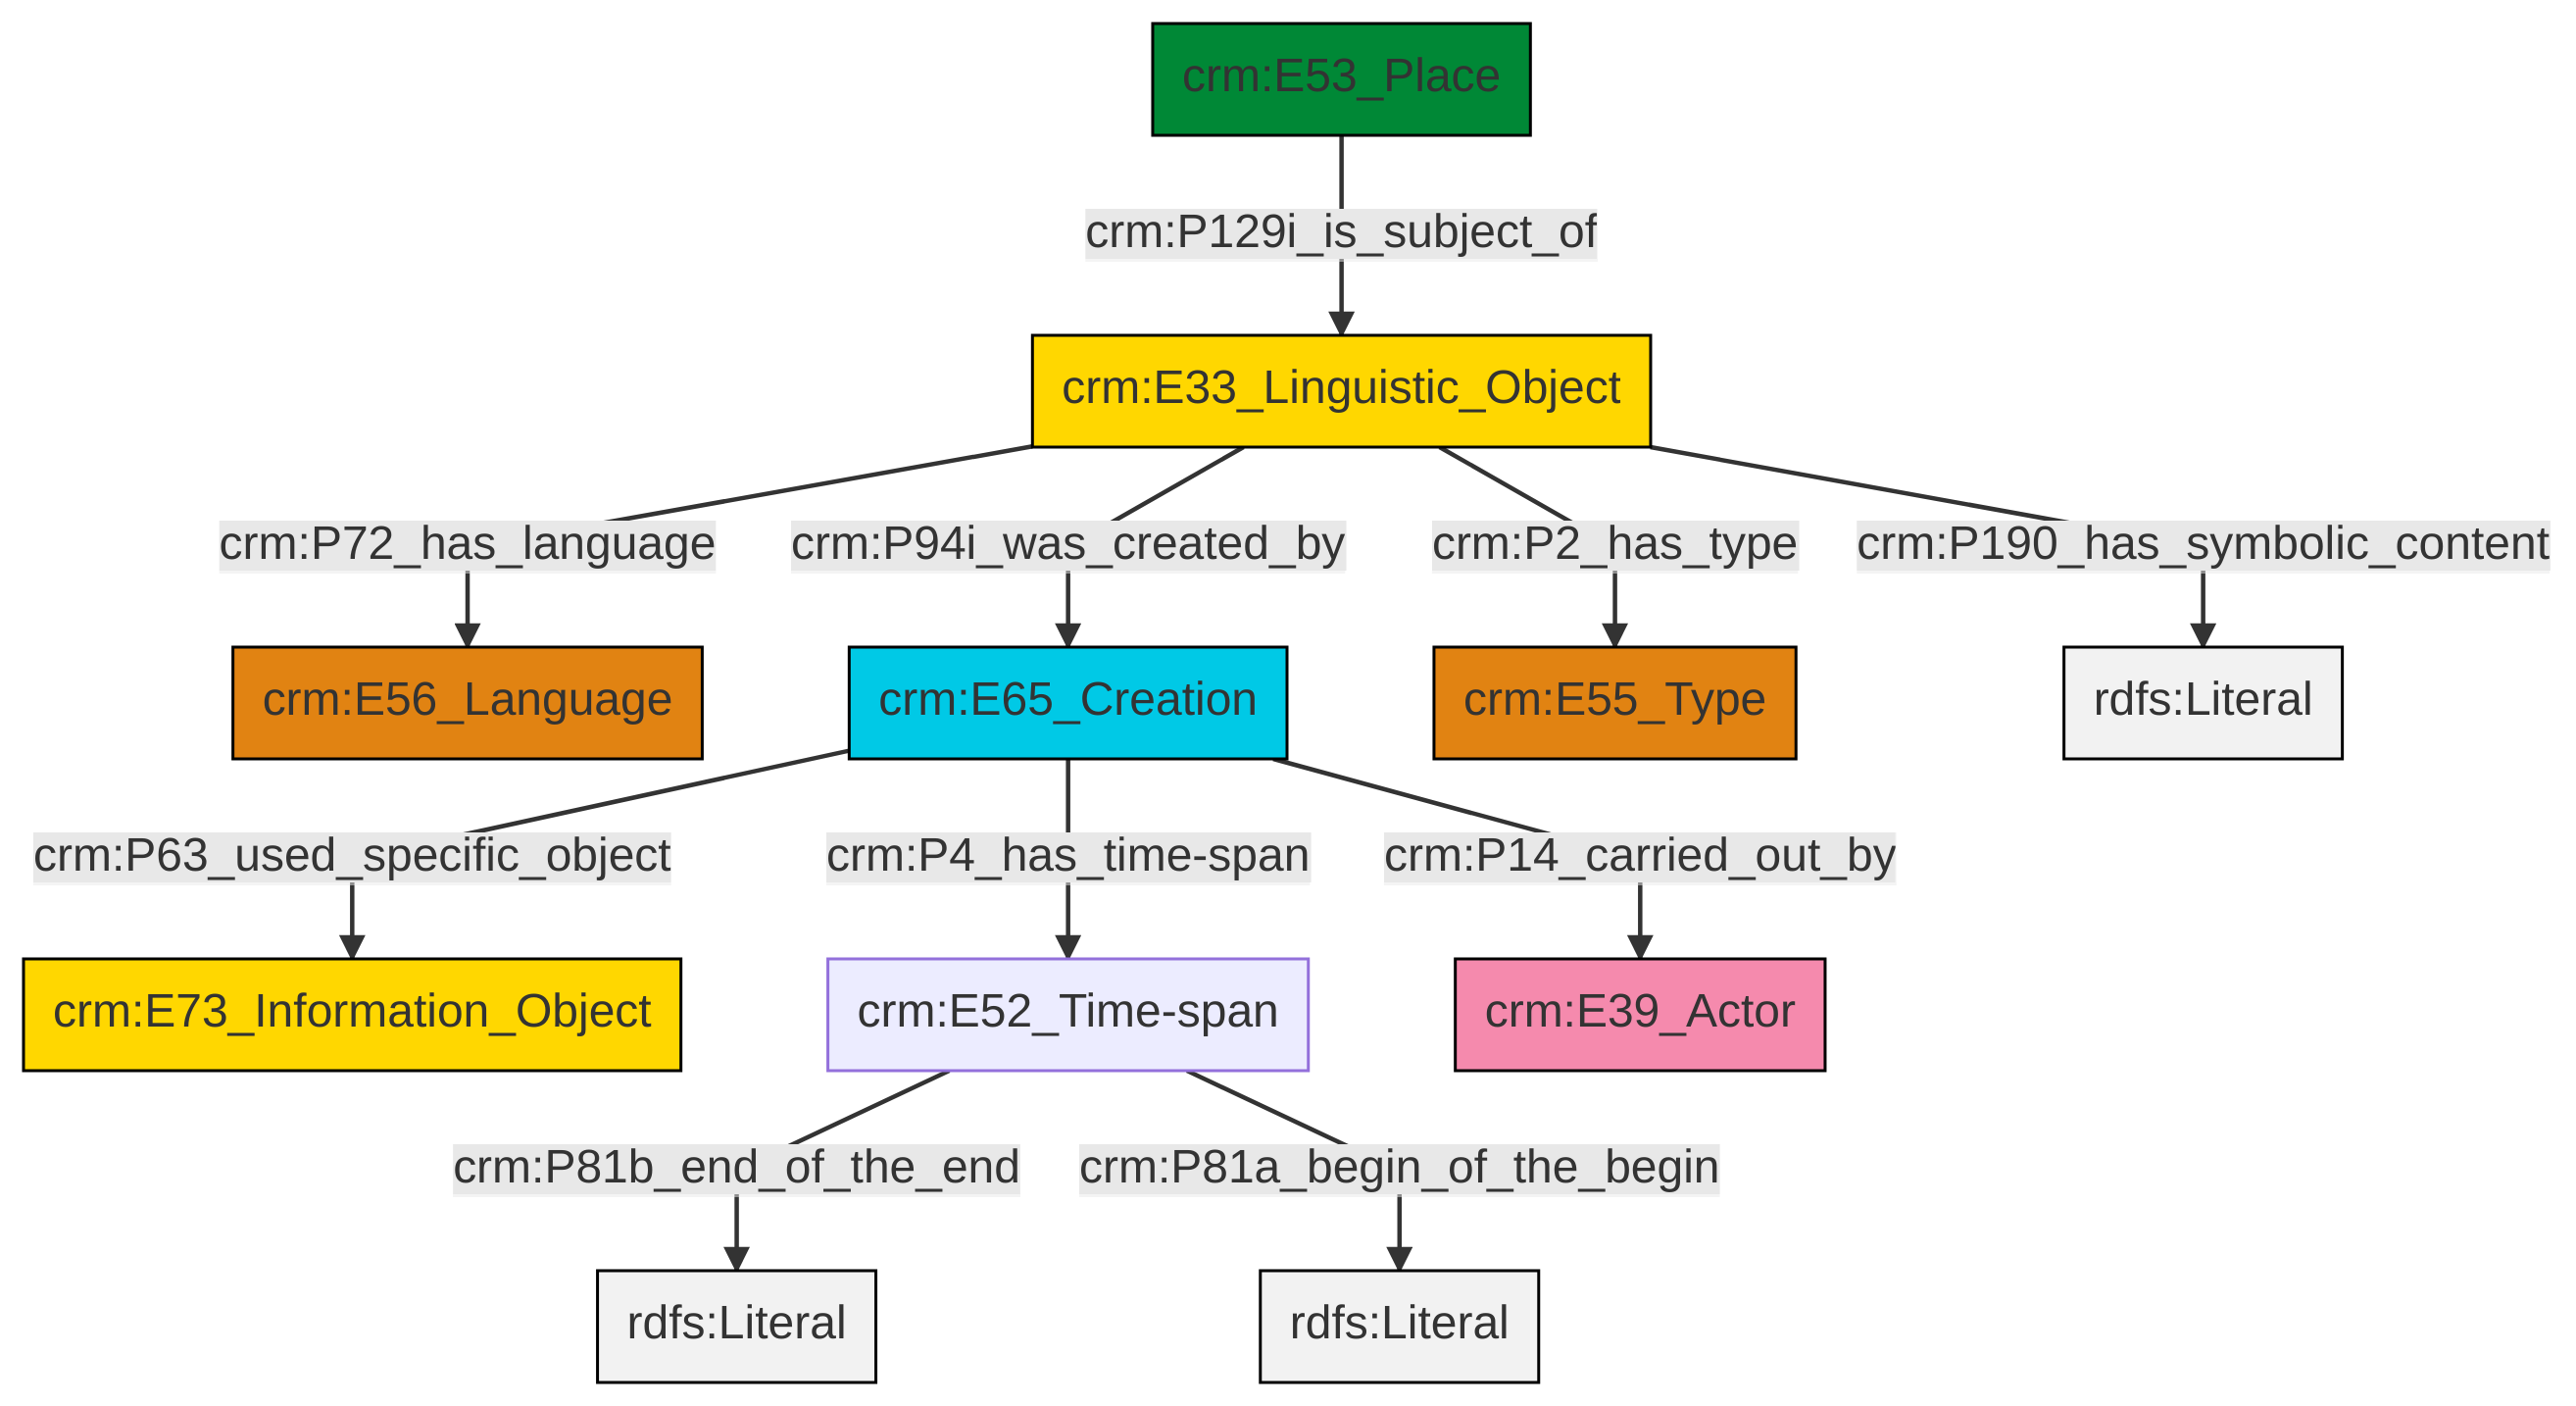 crm:E53_Place
crm:P129i_is_subject_of
crm:E33_Linguistic_Object
crm:P72_has_language
crm:P94i_was_created_by
crm:P2_has_type
crm:P190_has_symbolic_content
crm:E56_Language
crm:E65_Creation
crm:E55_Type
rdfs:Literal
crm:P63_used_specific_object
crm:P4_has_time-span
crm:P14_carried_out_by
crm:E73_Information_Object
crm:E52_Time-span
crm:E39_Actor
crm:P81b_end_of_the_end
crm:P81a_begin_of_the_begin
rdfs:Literal
rdfs:Literal